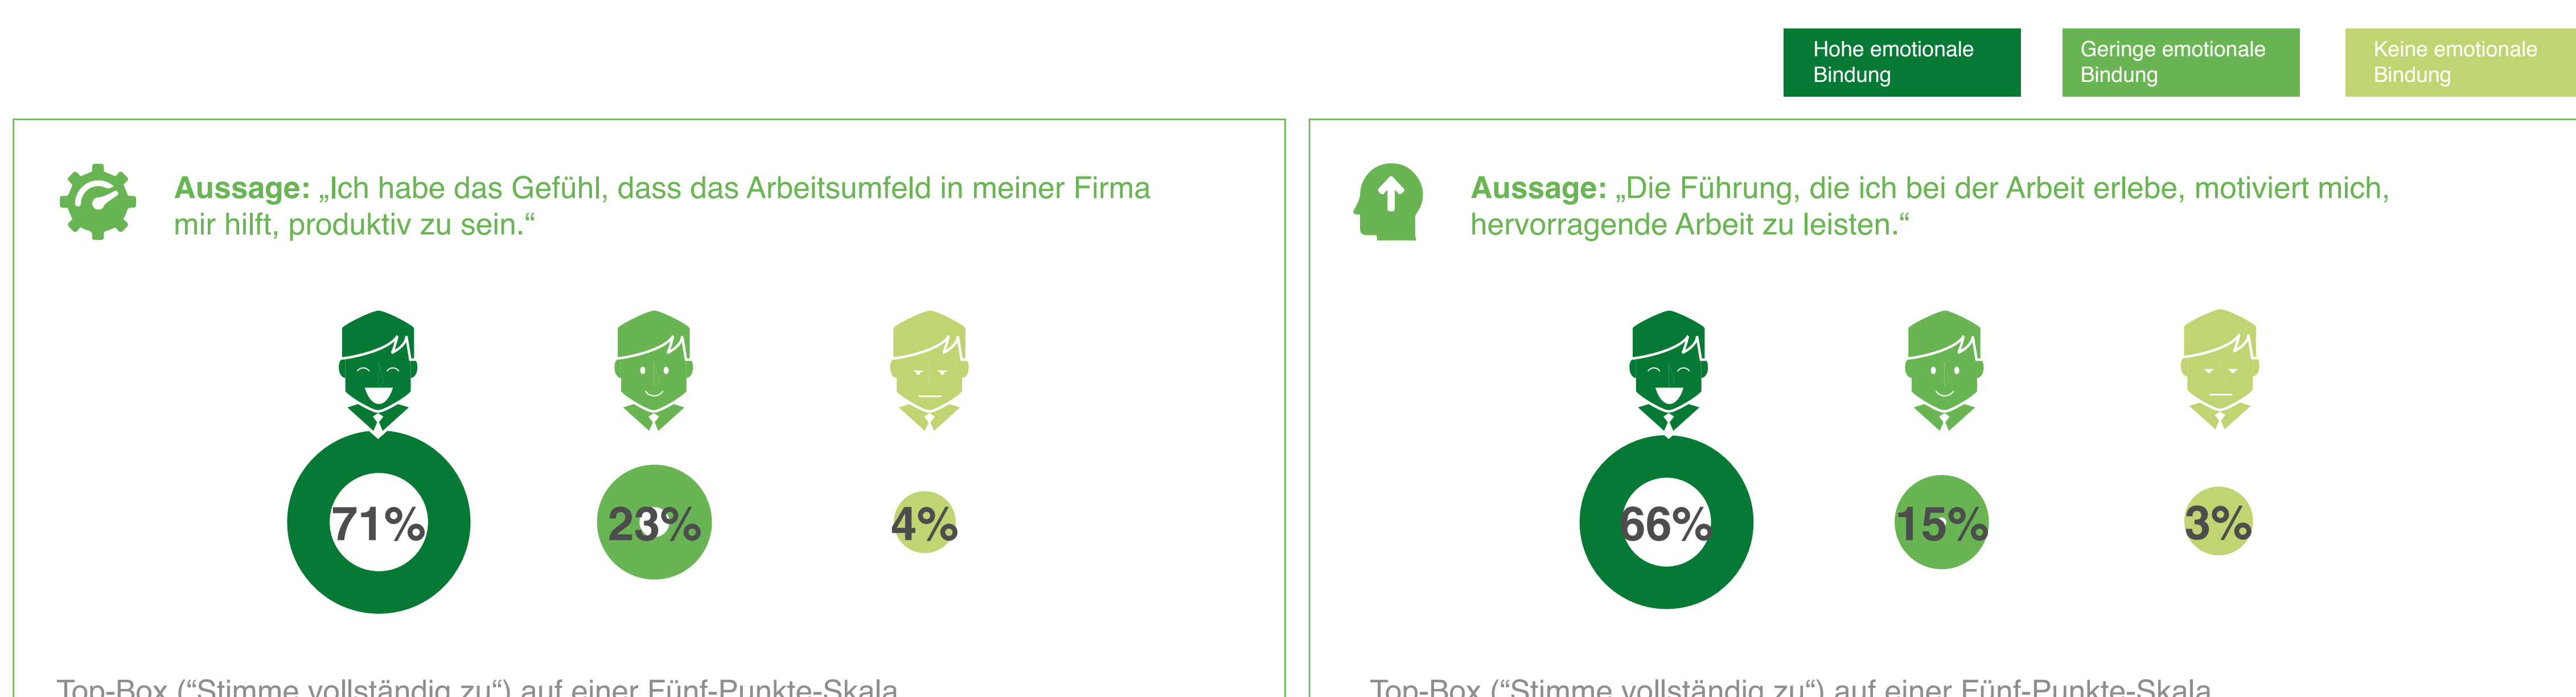 Hohe emotionale
Bindung
Geringe emotionale
Bindung
Keine emotionale
Bindung
Aussage: „Ich habe das Gefühl, dass das Arbeitsumfeld in meiner Firma
mir hilft, produktiv zu sein.“
71%
23%
4%
Top-Box (“Stimme vollständig zu“) auf einer Fünf-Punkte-Skala
Aussage: „Die Führung, die ich bei der Arbeit erlebe, motiviert mich,
hervorragende Arbeit zu leisten.“
66%
15%
3%
Top-Box (“Stimme vollständig zu“) auf einer Fünf-Punkte-Skala